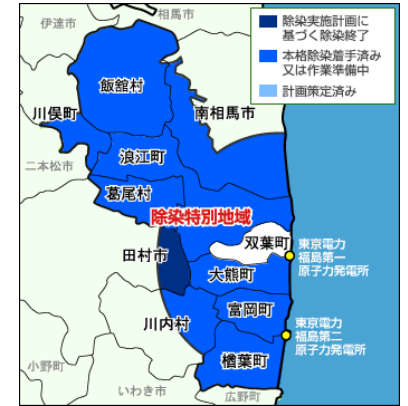 相馬市
伊達市
除染実施計画に
基づく除染終了
本格除染着手済み
又は作業準備中
計画策定済み
飯舘村
川俣町
南相馬市
浪江町
二本松市
葛尾村
除染特別地域
双葉町
田村市
東京電力
福島第一
原子力発電所
大熊町
富岡町
川内村
東京電力
福島第二
原子力発電所
楢葉町
小野町
いわき市
広野町